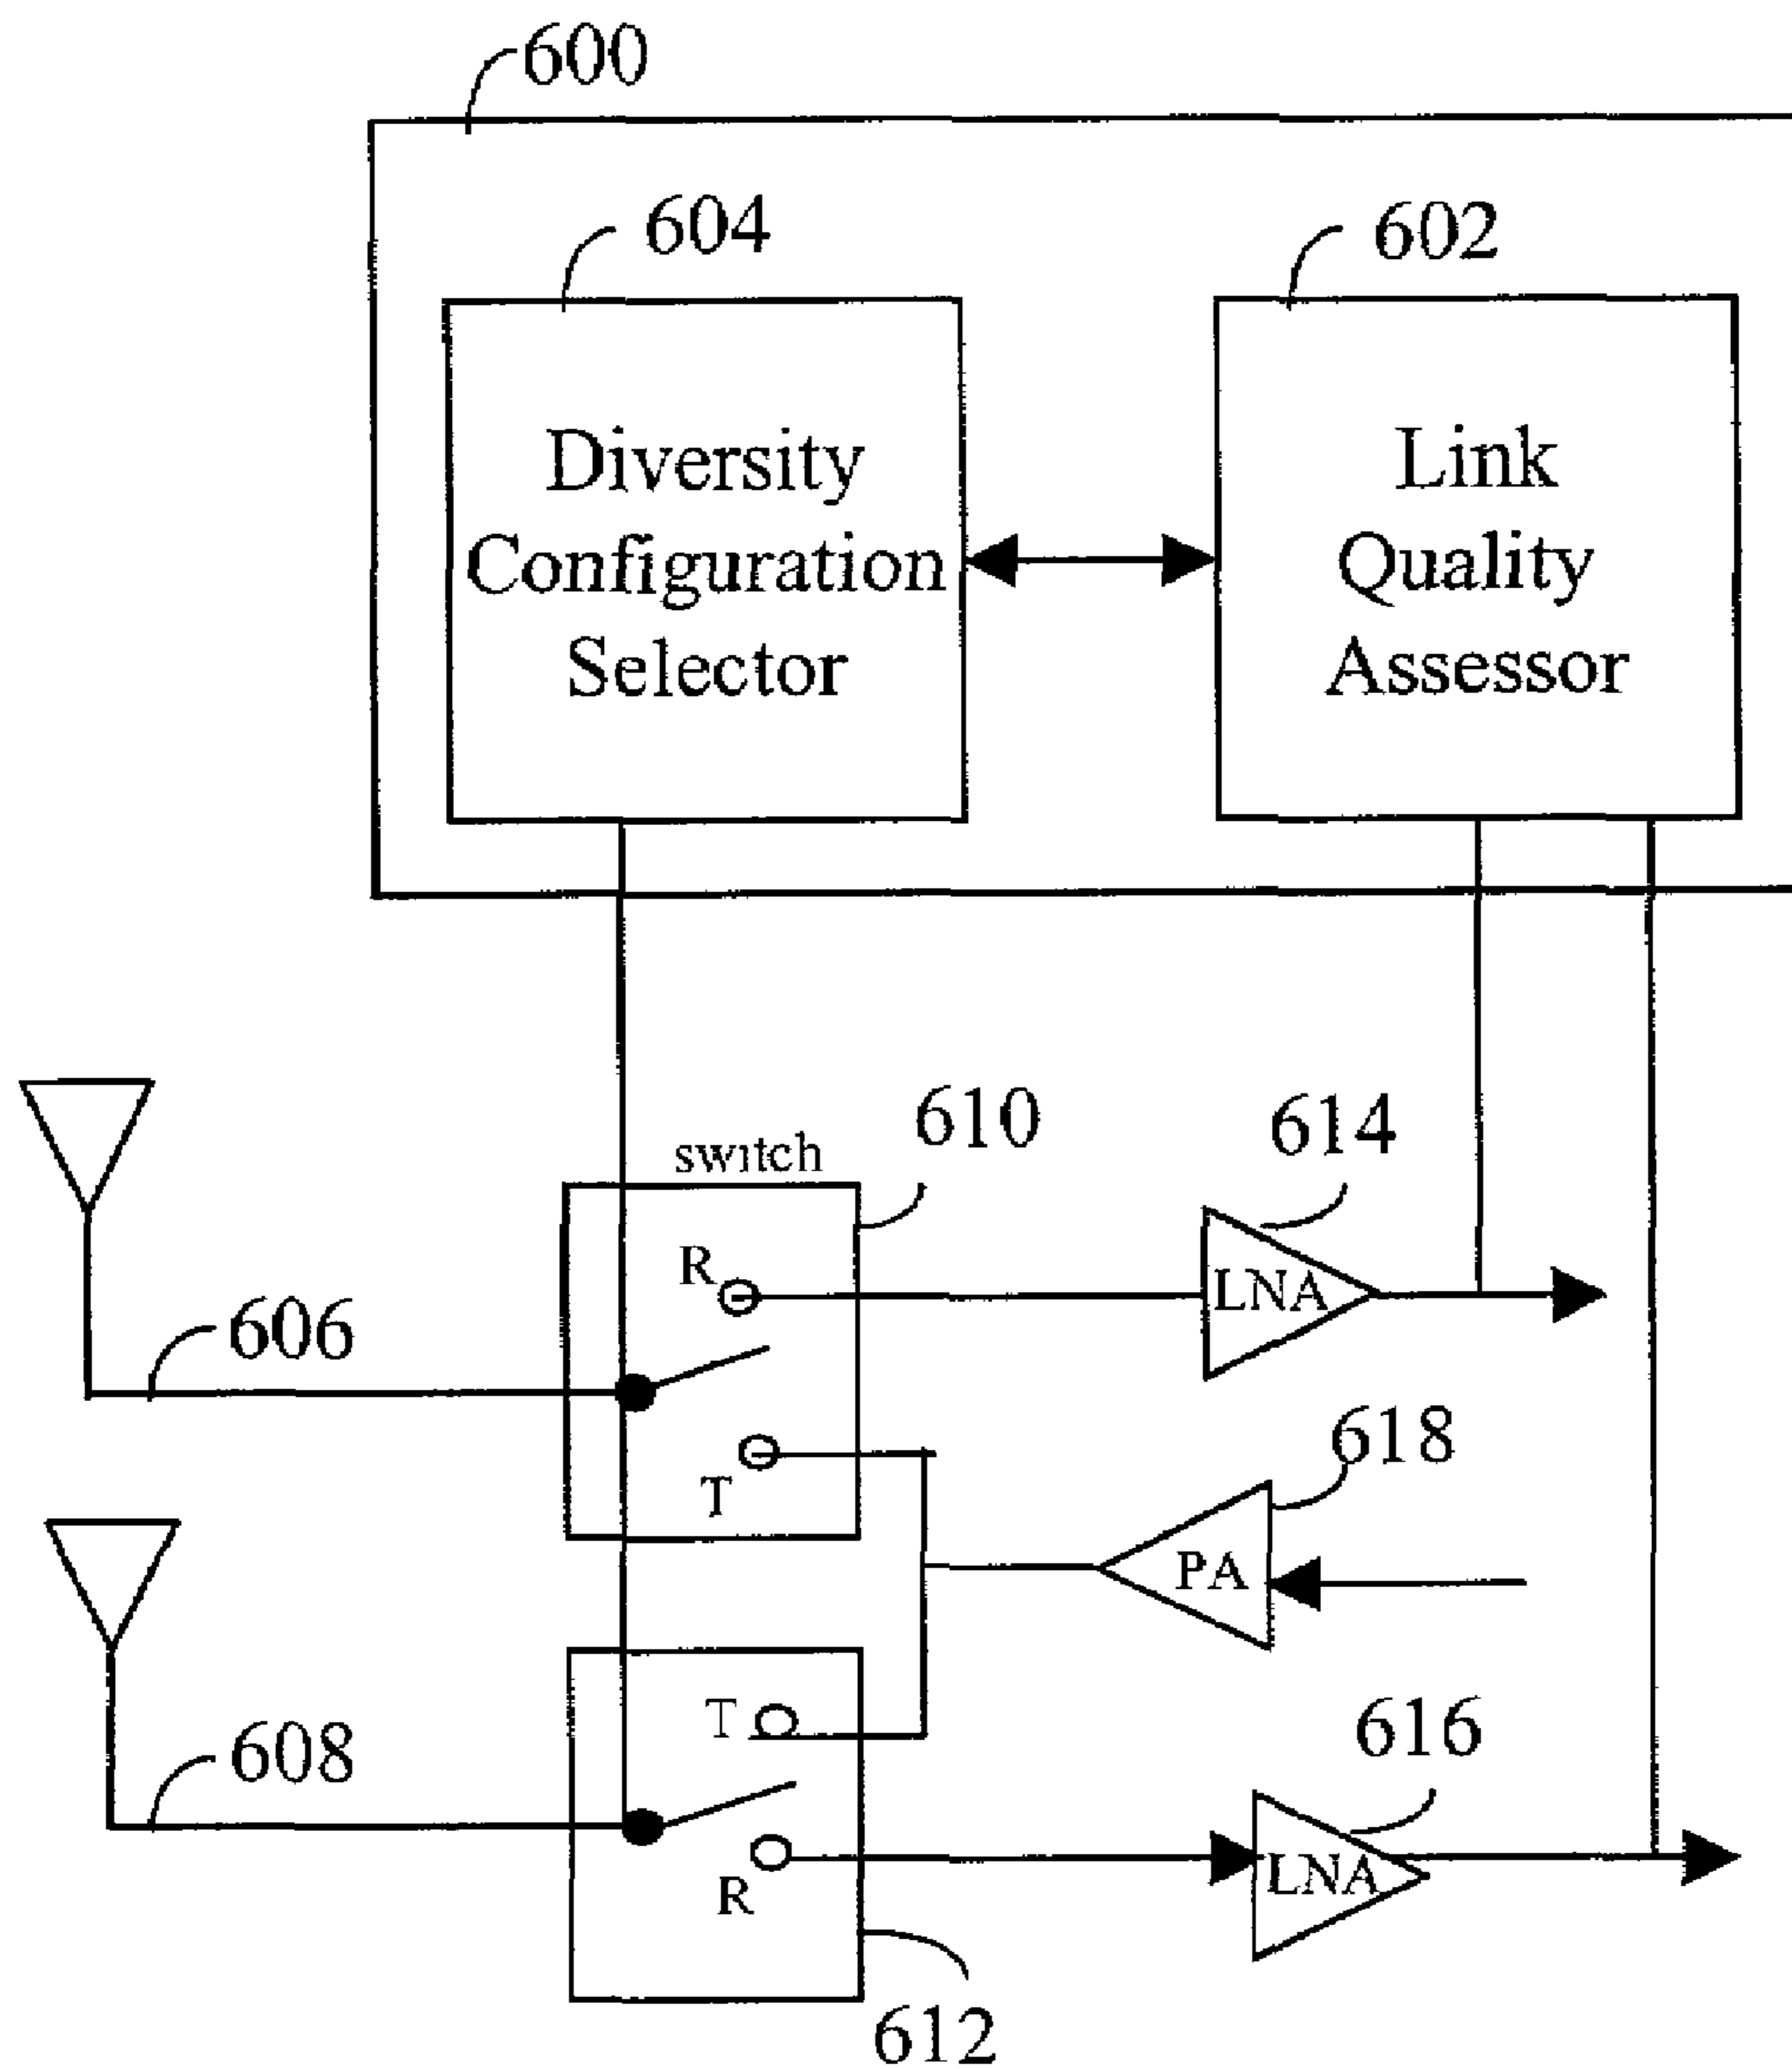 600
604
602
Diversity
Configuration
Selector
Link
Quality
Assessor
610
614
switch
R
LNA
606
618
T
PA
T
616
608
LNA
R
612